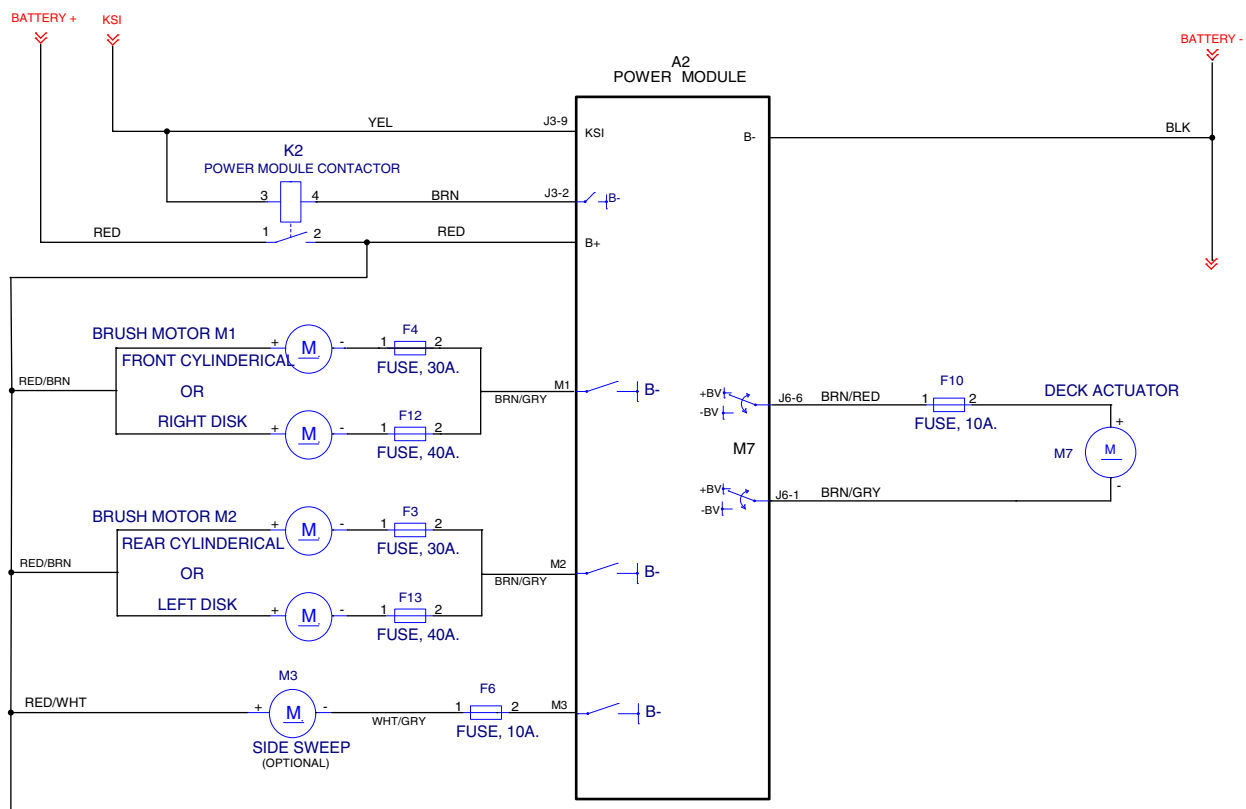 BATTERY +
KSI
BATTERY -
A2
POWER MODULE
YEL
J3-9
KSI
B-
BLK
K2
POWER MODULE CONTACTOR
3
4
BRN
J3-2
B-
RED
1
2
RED
B+
BRUSH MOTOR M1
FRONT CYLINDERICAL
+
M
-
1
F4
2
FUSE, 30A.
RED/BRN
OR
M1
BRN/GRY
B-
RIGHT DISK
+
M
-
1
F12
2
FUSE, 40A.
+BV
-BV
J6-6
BRN/RED
1
F10
2
FUSE, 10A.
DECK ACTUATOR
+
M7
M
-
M7
+BV
-BV
J6-1
BRN/GRY
BRUSH MOTOR M2
REAR CYLINDERICAL
+
M
-
1
F3
2
FUSE, 30A.
RED/BRN
OR
M2
BRN/GRY
B-
LEFT DISK
+
M
-
1
F13
2
FUSE, 40A.
M3
RED/WHT
+
M
-
WHT/GRY
1
F6
2
FUSE, 10A.
M3
B-
SIDE SWEEP
(OPTIONAL)